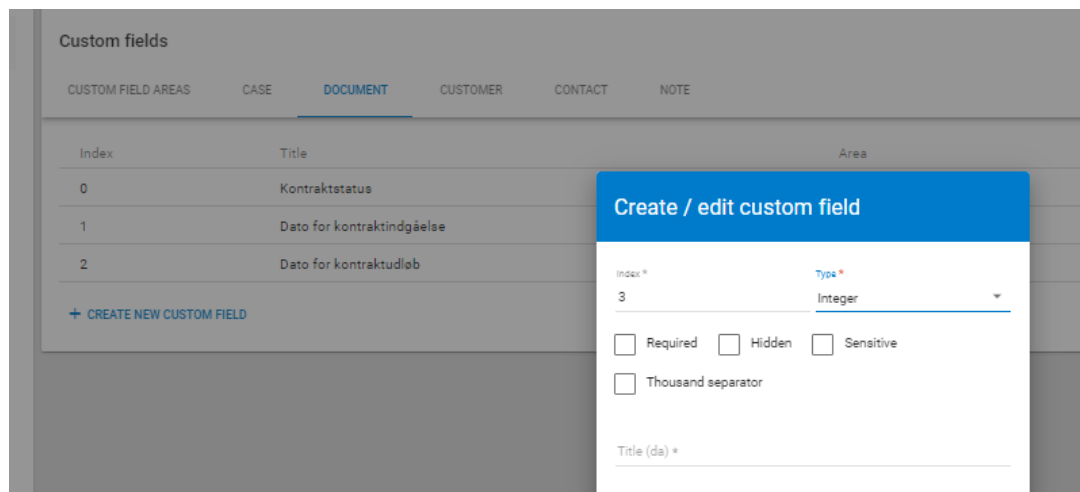 Custom fields
CUSTOM FIELD AREAS CASE DOCUMENT CUSTOMER CONTACT NOTE
Index Title Area
0 Kontraktstatus
1 Dato for kontraktindgåelse
2 Dato for kontraktudløb
+ CREATE NEW CUSTOM FIELD
Create / edit custom field
Index * Type *
3 Integer
Required Hidden Sensitive
Thousand separator
Title (da) *